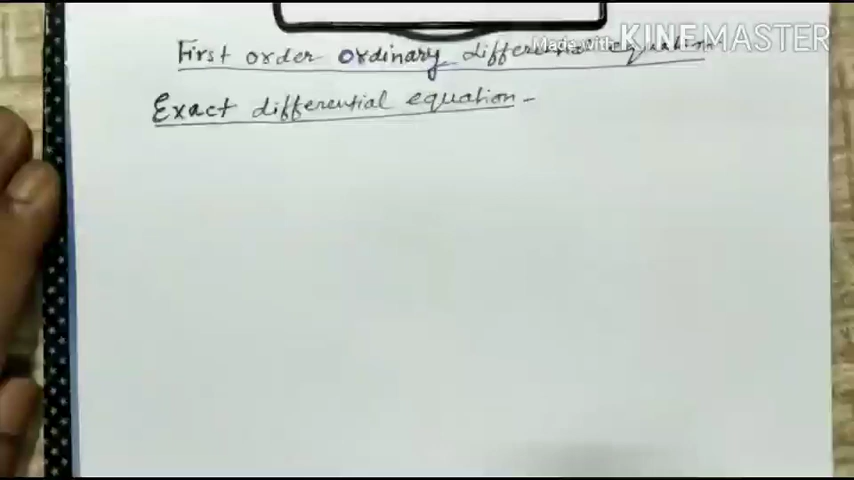 Made with KINEMASTER
First order ordinary differential equation
Exact differential equation -